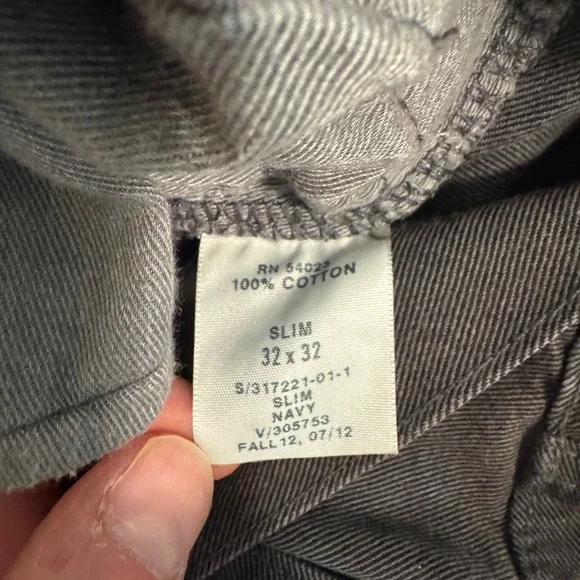 RN 54023
100% COTTON
SLIM
32 x 32
S/317221-01-1
SLIM
NAVY
V/305753
FALL12, 07/12